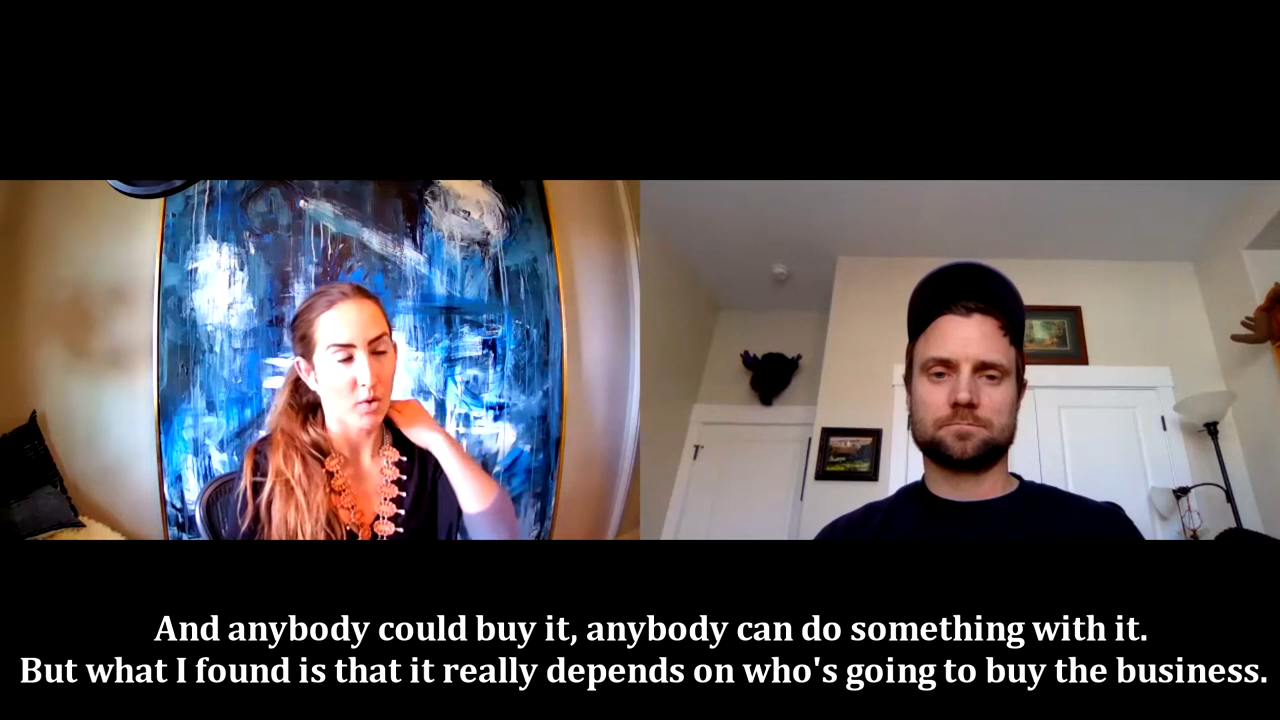 And anybody could buy it, anybody can do something with it.
But what I found is that it really depends on who's going to buy the business.